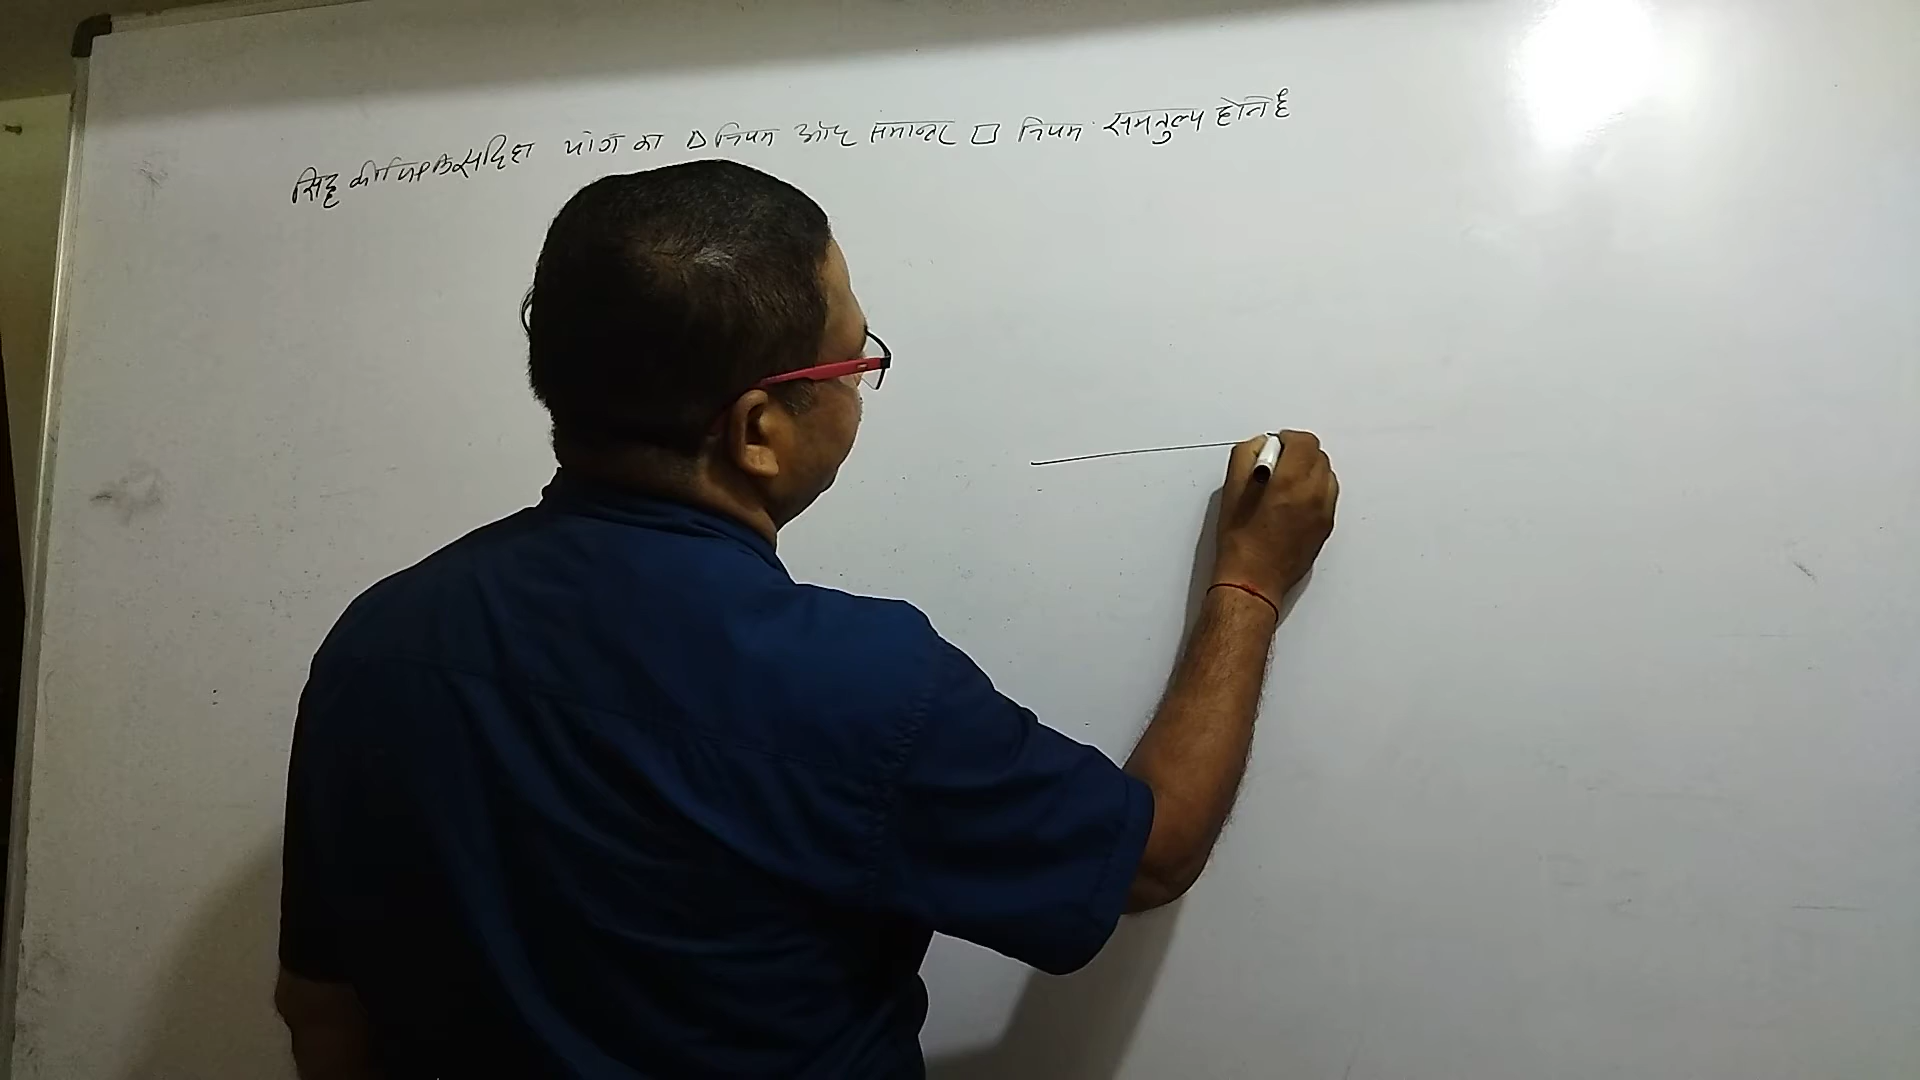 सिद्ध कीजिए कि सदिश योग का △ नियम और समान्तर □ नियम समतुल्य होते है